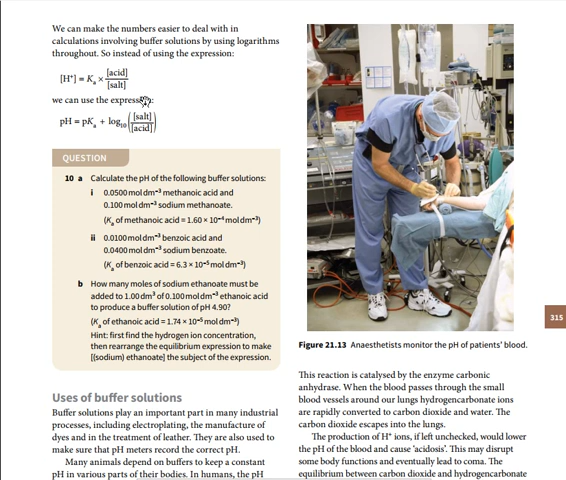 We can make the numbers easier to deal with in
calculations involving buffer solutions by using logarithms
throughout. So instead of using the expression:
[H⁺] = Kₐ × [acid]/[salt]
we can use the expression:
pH = pKₐ + log₁₀ ([salt]/[acid])
QUESTION
10 a Calculate the pH of the following buffer solutions:
i 0.0500 mol dm⁻³ methanoic acid and
0.100 mol dm⁻³ sodium methanoate.
(Kₐ of methanoic acid = 1.60 × 10⁻⁴ mol dm⁻³)
ii 0.0100 mol dm⁻³ benzoic acid and
0.0400 mol dm⁻³ sodium benzoate.
(Kₐ of benzoic acid = 6.3 × 10⁻⁵ mol dm⁻³)
b How many moles of sodium ethanoate must be
added to 1.00 dm³ of 0.100 mol dm⁻³ ethanoic acid
to produce a buffer solution of pH 4.90?
(Kₐ of ethanoic acid = 1.74 × 10⁻⁵ mol dm⁻³)
Hint: first find the hydrogen ion concentration,
then rearrange the equilibrium expression to make
[(sodium) ethanoate] the subject of the expression.
Uses of buffer solutions
Buffer solutions play an important part in many industrial
processes, including electroplating, the manufacture of
dyes and in the treatment of leather. They are also used to
make sure that pH meters record the correct pH.
Many animals depend on buffers to keep a constant
pH in various parts of their bodies. In humans, the pH
315
Figure 21.13 Anaesthetists monitor the pH of patients' blood.
This reaction is catalysed by the enzyme carbonic
anhydrase. When the blood passes through the small
blood vessels around our lungs hydrogencarbonate ions
are rapidly converted to carbon dioxide and water. The
carbon dioxide escapes into the lungs.
The production of H⁺ ions, if left unchecked, would lower
the pH of the blood and cause 'acidosis'. This may disrupt
some body functions and eventually lead to coma. The
equilibrium between carbon dioxide and hydrogencarbonate